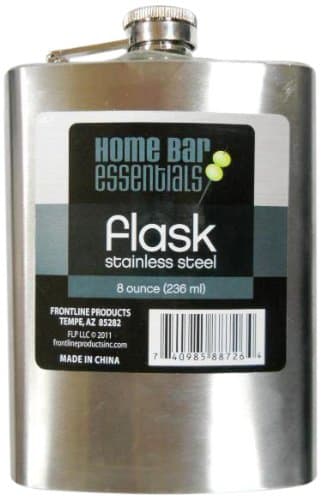 HOME BAR
ESSENTIALS
flask
stainless steel
8 ounce (236 ml)
FRONTLINE PRODUCTS
TEMPE, AZ 85282
FLP LLC © 2011
frontlineproductsinc.com
MADE IN CHINA
7 40985 88726 4